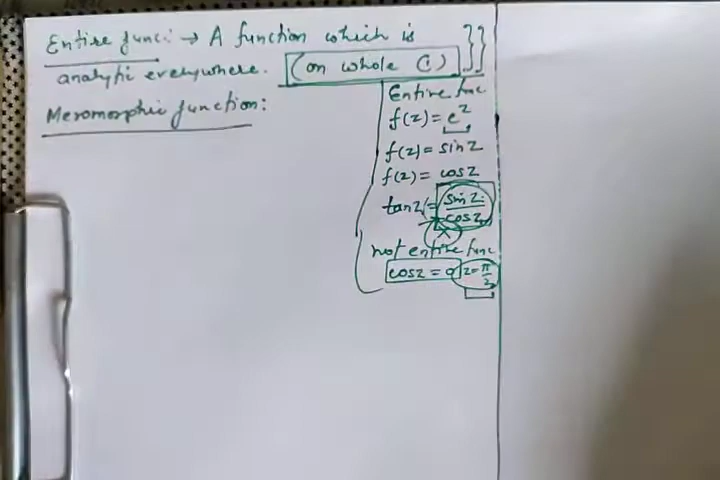 Entire func: → A function which is
analytic everywhere. (on whole ℂ)
Meromorphic function:
Entire func
f(z) = e^z
f(z) = sin z
f(z) = cos z
tan z = sin z / cos z
not entire func
cos z = 0 z = π/2